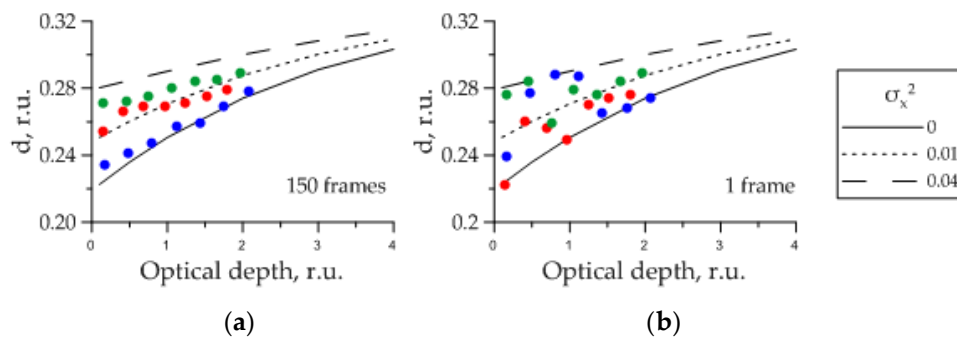 0.32
0.28
0.24
0.20
d, r.u.
150 frames
0 1 2 3 4
Optical depth, r.u.
(a)
0.32
0.28
0.24
0.2
d, r.u.
1 frame
0 1 2 3 4
Optical depth, r.u.
(b)
σx²
0
0.01
0.04